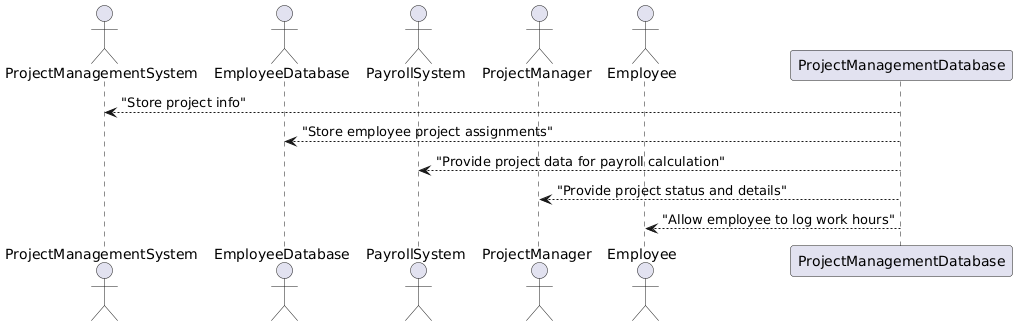 ProjectManagementSystem EmployeeDatabase PayrollSystem ProjectManager Employee ProjectManagementDatabase
"Store project info"
"Store employee project assignments"
"Provide project data for payroll calculation"
"Provide project status and details"
"Allow employee to log work hours"
ProjectManagementSystem EmployeeDatabase PayrollSystem ProjectManager Employee ProjectManagementDatabase